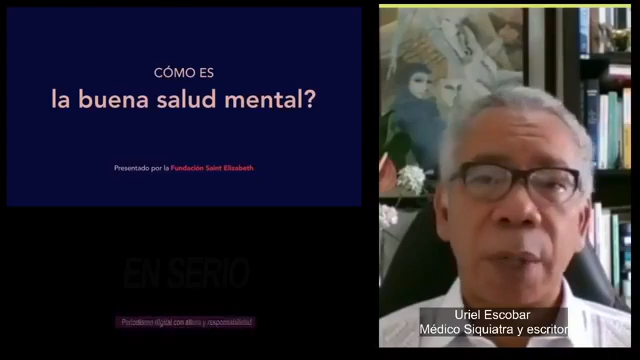 CÓMO ES
la buena salud mental?
Presentado por la Fundación Saint Elizabeth
EN SERIO
Periodismo digital con altura y responsabilidad
Uriel Escobar
Médico Siquiatra y escritor